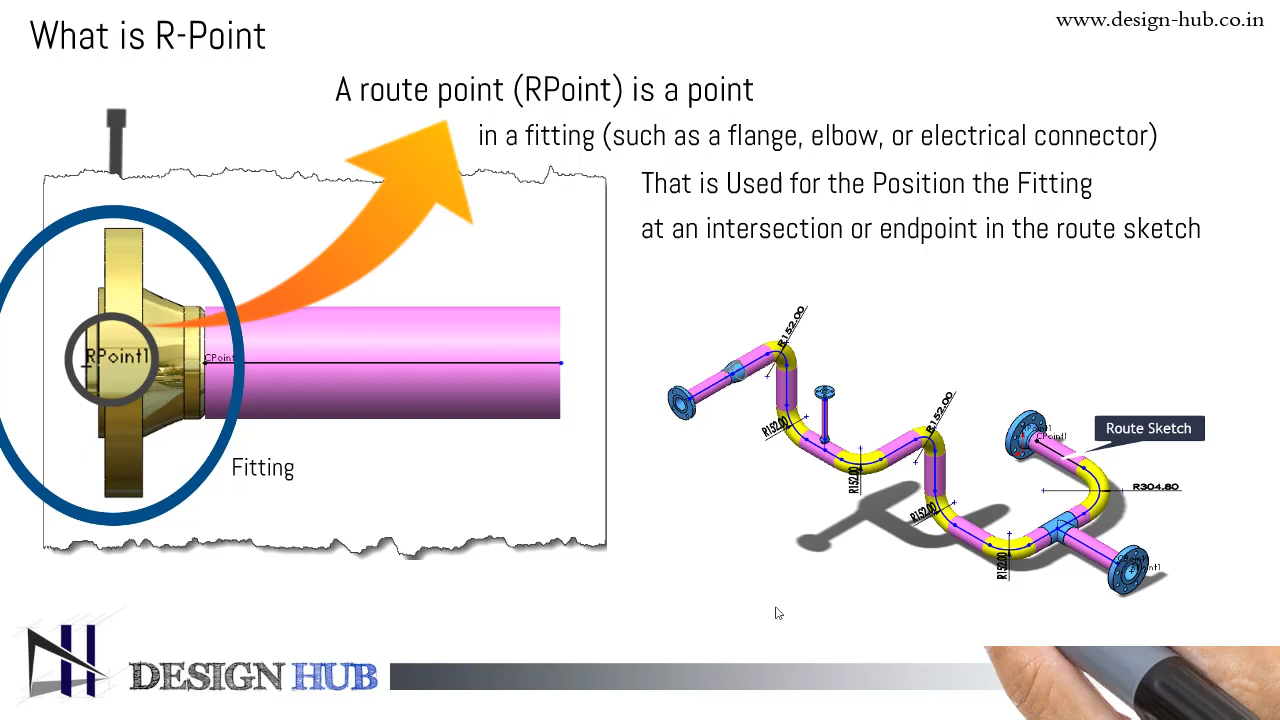 What is R-Point
www.design-hub.co.in
A route point (RPoint) is a point
in a fitting (such as a flange, elbow, or electrical connector)
That is Used for the Position the Fitting
at an intersection or endpoint in the route sketch
RPoint1
CPoint
Fitting
R152.00
R152.00
R152.00
R152.00
R152.00
R152.00
CPoint1
Route Sketch
R304.80
DESIGN HUB